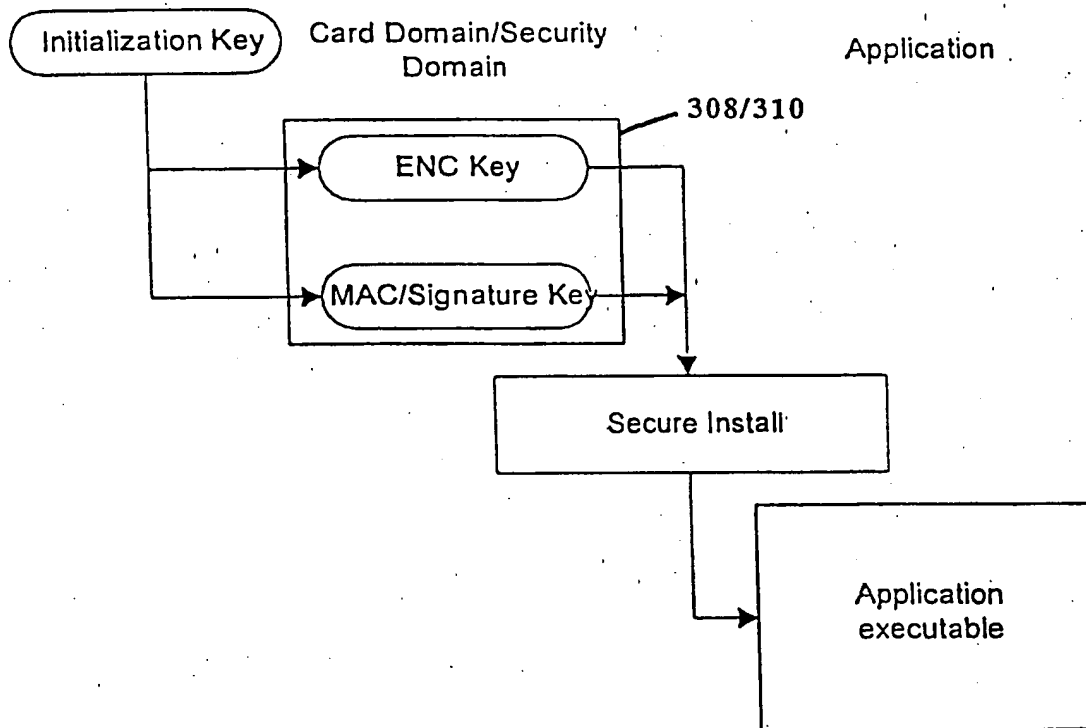 Initialization Key
Card Domain/Security
Domain
Application
308/310
ENC Key
MAC/Signature Key
Secure Install
Application
executable